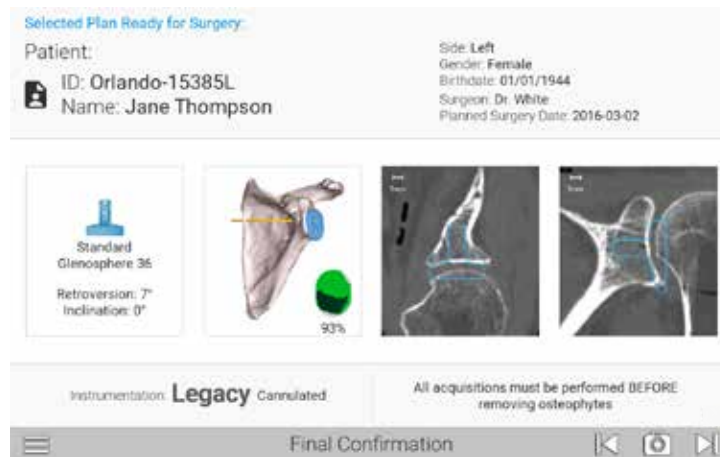 Selected Plan Ready for Surgery:
Patient:
ID: Orlando-15385L
Name: Jane Thompson
Side: Left
Gender: Female
Birthdate: 01/01/1944
Surgeon: Dr. White
Planned Surgery Date: 2016-03-02
Standard
Glenosphere 36
Retroversion: 7°
Inclination: 0°
93%
Instrumentation: Legacy Cannulated
All acquisitions must be performed BEFORE
removing osteophytes
Final Confirmation